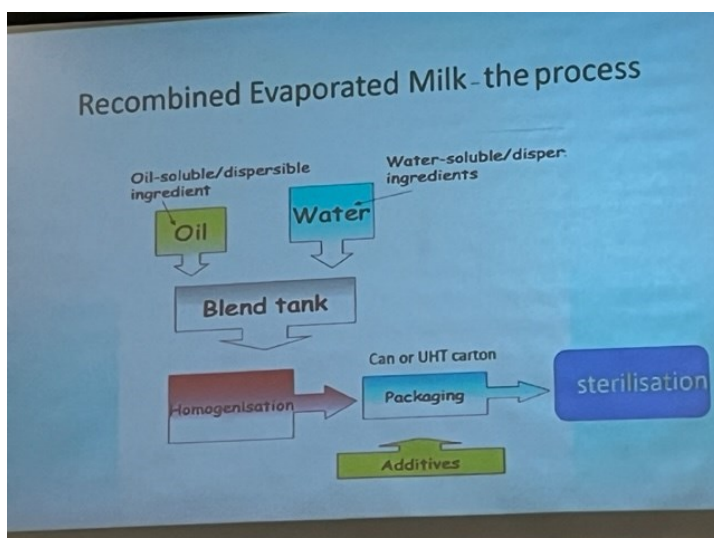 Recombined Evaporated Milk - the process
Oil-soluble/dispersible
ingredient
Water-soluble/disper.
ingredients
Oil
Water
Blend tank
Can or UHT carton
Homogenisation
Packaging
sterilisation
Additives